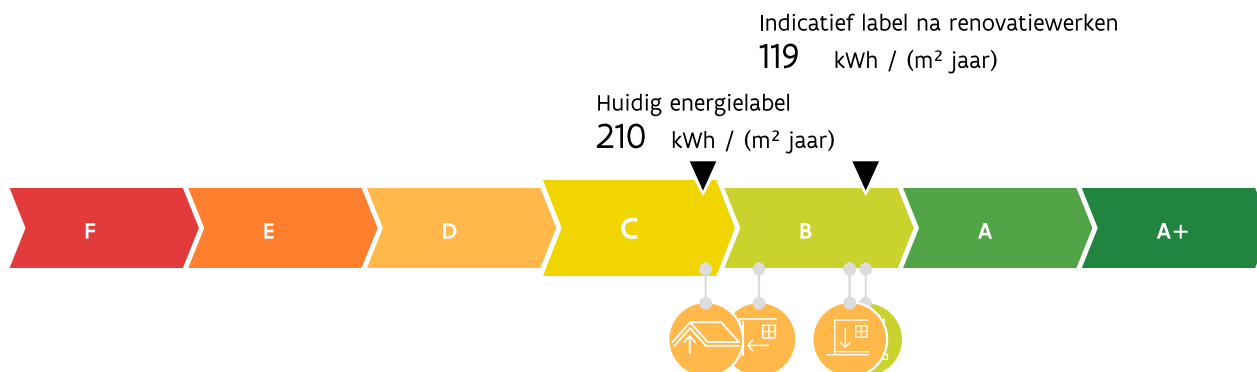 Indicatief label na renovatiewerken
119 kWh / (m² jaar)
Huidig energielabel
210 kWh / (m² jaar)
F E D C B A A+